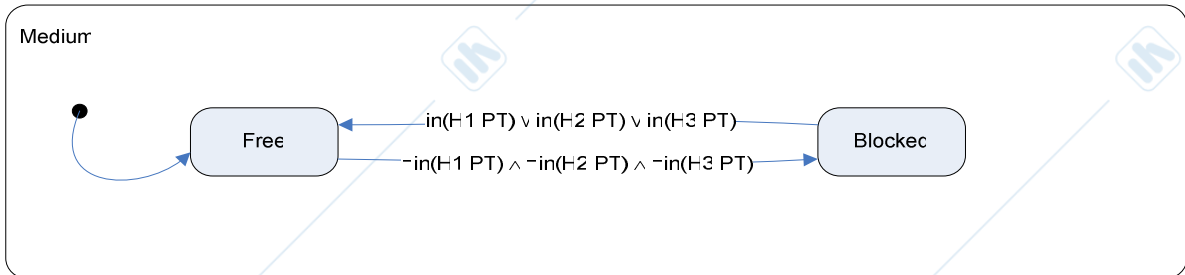 Medium
in(H1 PT) ∨ in(H2 PT) ∨ in(H3 PT)
Free
Blocked
¬in(H1 PT) ∧ ¬in(H2 PT) ∧ ¬in(H3 PT)